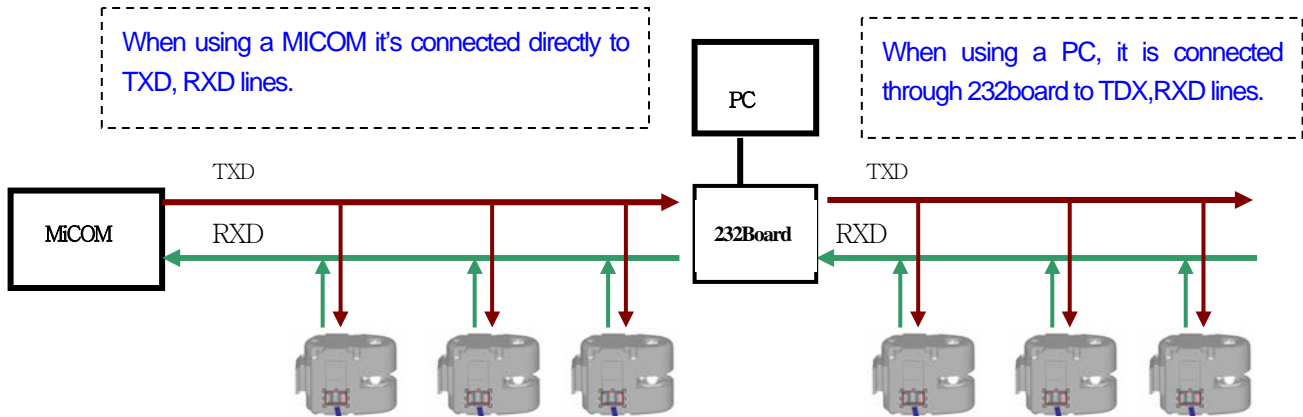 When using a MICOM it's connected directly to
TXD, RXD lines.
When using a PC, it is connected
through 232board to TDX,RXD lines.
PC
TXD
TXD
MiCOM
RXD
232Board
RXD